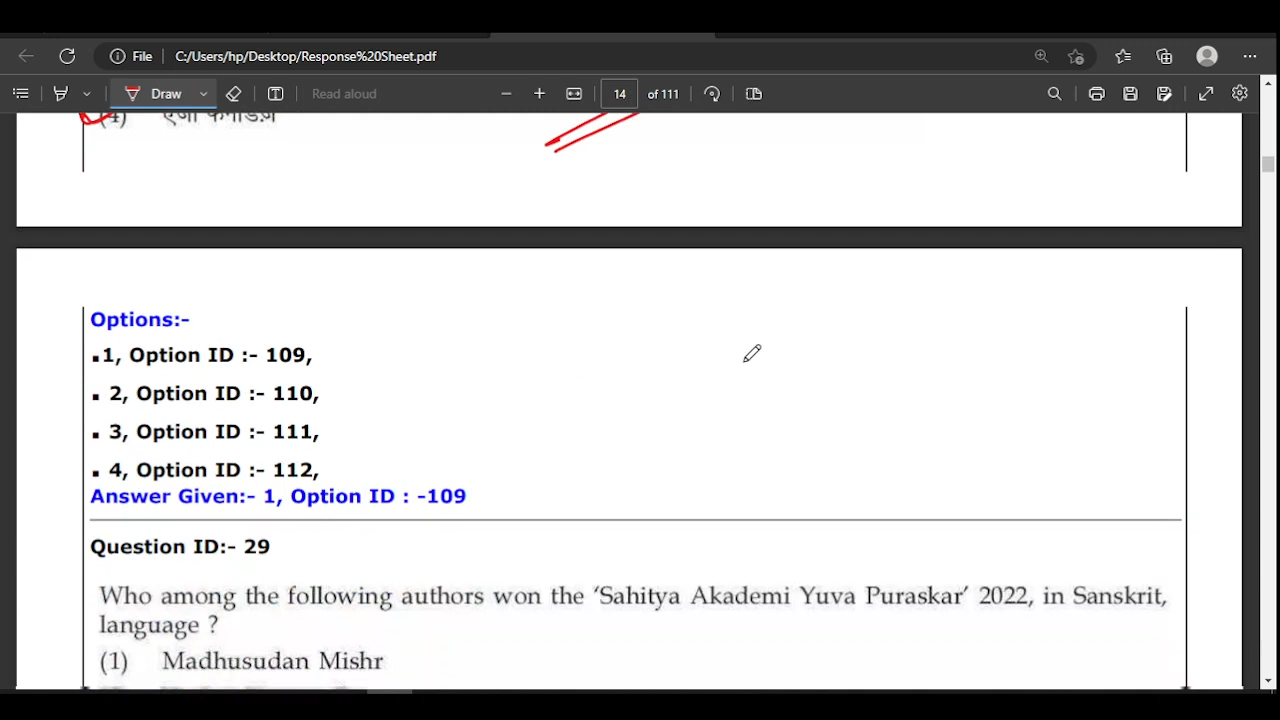 File C:/Users/hp/Desktop/Response%20Sheet.pdf
Draw Read aloud 14 of 111
(4)
Options:-
1, Option ID :- 109,
2, Option ID :- 110,
3, Option ID :- 111,
4, Option ID :- 112,
Answer Given:- 1, Option ID : -109
Question ID:- 29
Who among the following authors won the ‘Sahitya Akademi Yuva Puraskar’ 2022, in Sanskrit,
language ?
(1) Madhusudan Mishr